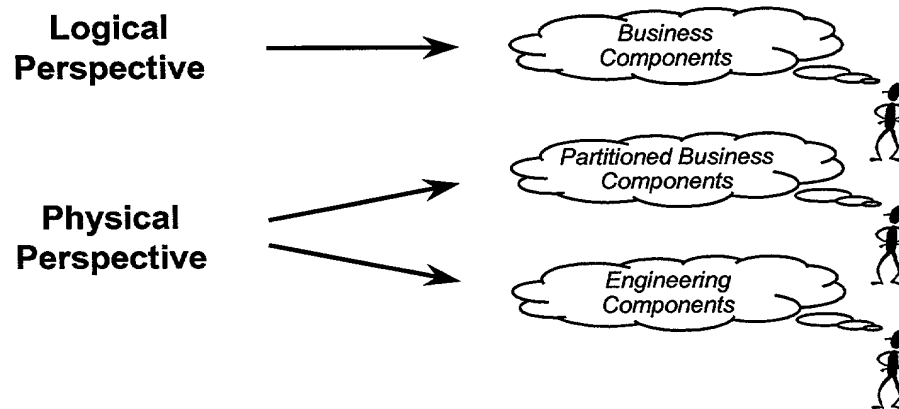 Logical
Perspective
Business
Components
Partitioned Business
Components
Physical
Perspective
Engineering
Components